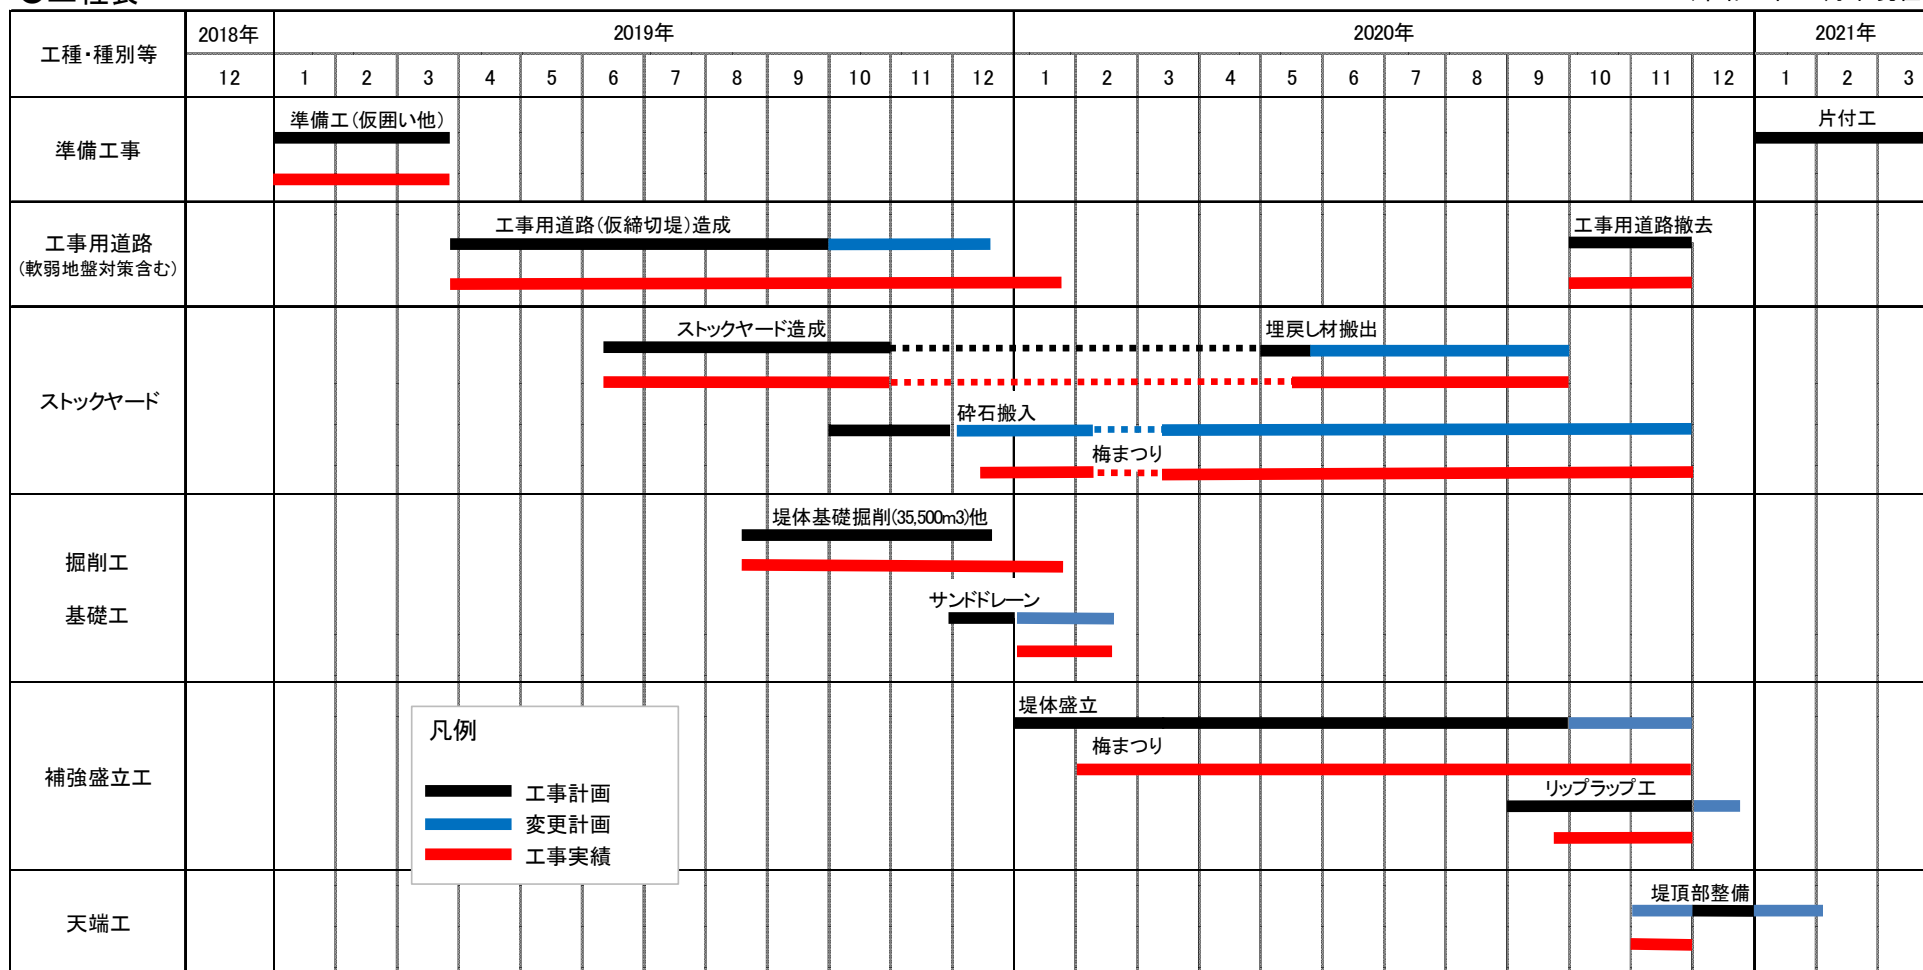 ●工程表
工種・種別等 2018年 2019年 2020年 2021年
12 1 2 3 4 5 6 7 8 9 10 11 12 1 2 3 4 5 6 7 8 9 10 11 12 1 2 3
準備工事
準備工(仮囲い他)
片付工
工事用道路
(軟弱地盤対策含む)
工事用道路(仮締切堤)造成
工事用道路撤去
ストックヤード
ストックヤード造成
埋戻し材搬出
砕石搬入
梅まつり
掘削工
堤体基礎掘削(35,500m3)他
基礎工
サンドドレーン
補強盛立工
堤体盛立
梅まつり
リップラップ工
凡例
工事計画
変更計画
工事実績
天端工
堤頂部整備